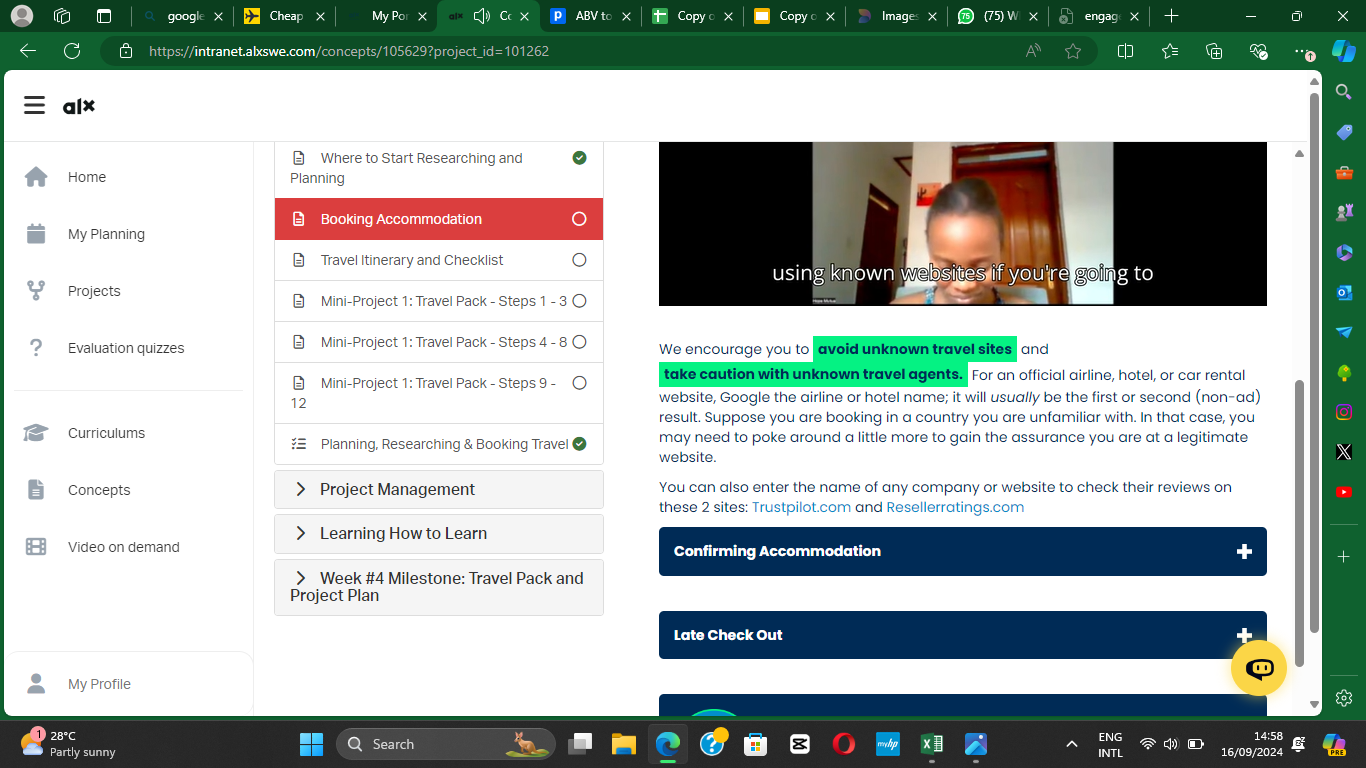 google
Cheap
My Por
alx
Co
ABV to
Copy o
Copy o
Images
75
(75) W
engag
https://intranet.alxswe.com/concepts/105629?project_id=101262
alx
Home
My Planning
Projects
Evaluation quizzes
Curriculums
Concepts
Video on demand
My Profile
Where to Start Researching and
Planning
Booking Accommodation
Travel Itinerary and Checklist
Mini-Project 1: Travel Pack - Steps 1 - 3
Mini-Project 1: Travel Pack - Steps 4 - 8
Mini-Project 1: Travel Pack - Steps 9 -
12
Planning, Researching & Booking Travel
Project Management
Learning How to Learn
Week #4 Milestone: Travel Pack and
Project Plan
using known websites if you're going to
We encourage you to avoid unknown travel sites and
take caution with unknown travel agents. For an official airline, hotel, or car rental
website, Google the airline or hotel name; it will usually be the first or second (non-ad)
result. Suppose you are booking in a country you are unfamiliar with. In that case, you
may need to poke around a little more to gain the assurance you are at a legitimate
website.
You can also enter the name of any company or website to check their reviews on
these 2 sites: Trustpilot.com and Resellerratings.com
Confirming Accommodation
Late Check Out
1
28°C
Partly sunny
Search
myhp
ENG
INTL
14:58
16/09/2024
PRE